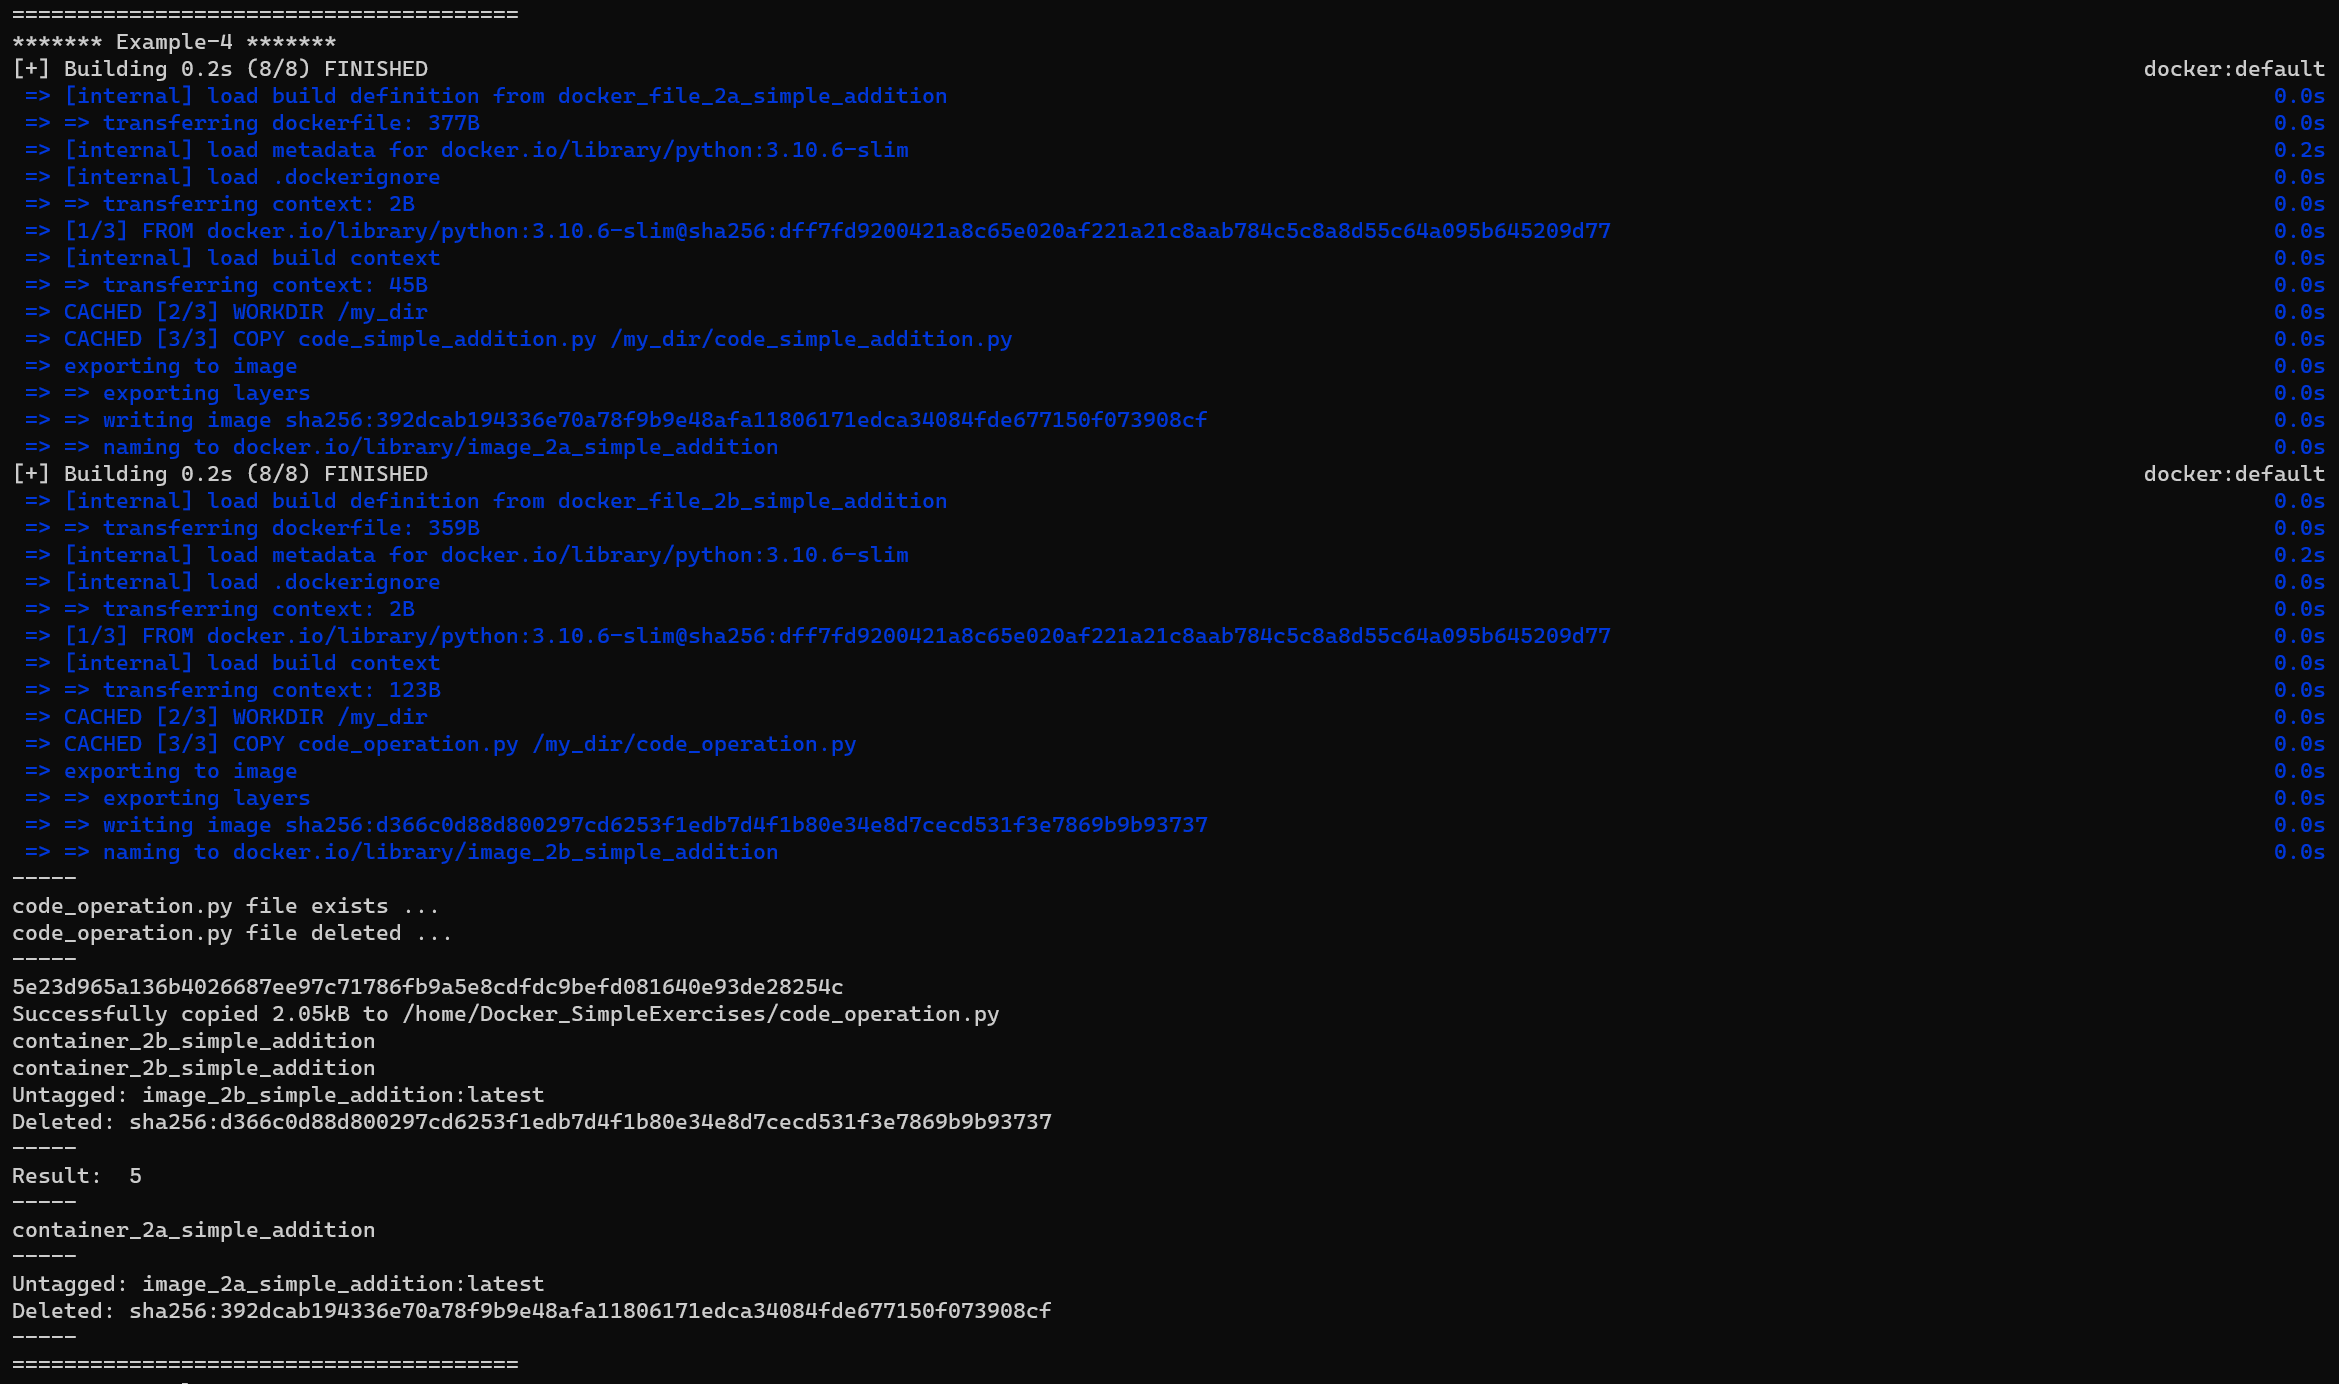 =======================================
******* Example-4 *******
[+] Building 0.2s (8/8) FINISHED docker:default
=> [internal] load build definition from docker_file_2a_simple_addition 0.0s
=> => transferring dockerfile: 377B 0.0s
=> [internal] load metadata for docker.io/library/python:3.10.6-slim 0.2s
=> [internal] load .dockerignore 0.0s
=> => transferring context: 2B 0.0s
=> [1/3] FROM docker.io/library/python:3.10.6-slim@sha256:dff7fd9200421a8c65e020af221a21c8aab784c5c8a8d55c64a095b645209d77 0.0s
=> [internal] load build context 0.0s
=> => transferring context: 45B 0.0s
=> CACHED [2/3] WORKDIR /my_dir 0.0s
=> CACHED [3/3] COPY code_simple_addition.py /my_dir/code_simple_addition.py 0.0s
=> exporting to image 0.0s
=> => exporting layers 0.0s
=> => writing image sha256:392dcab194336e70a78f9b9e48afa11806171edca34084fde677150f073908cf 0.0s
=> => naming to docker.io/library/image_2a_simple_addition 0.0s
[+] Building 0.2s (8/8) FINISHED docker:default
=> [internal] load build definition from docker_file_2b_simple_addition 0.0s
=> => transferring dockerfile: 359B 0.0s
=> [internal] load metadata for docker.io/library/python:3.10.6-slim 0.2s
=> [internal] load .dockerignore 0.0s
=> => transferring context: 2B 0.0s
=> [1/3] FROM docker.io/library/python:3.10.6-slim@sha256:dff7fd9200421a8c65e020af221a21c8aab784c5c8a8d55c64a095b645209d77 0.0s
=> [internal] load build context 0.0s
=> => transferring context: 123B 0.0s
=> CACHED [2/3] WORKDIR /my_dir 0.0s
=> CACHED [3/3] COPY code_operation.py /my_dir/code_operation.py 0.0s
=> exporting to image 0.0s
=> => exporting layers 0.0s
=> => writing image sha256:d366c0d88d800297cd6253f1edb7d4f1b80e34e8d7cecd531f3e7869b9b93737 0.0s
=> => naming to docker.io/library/image_2b_simple_addition 0.0s
-----
code_operation.py file exists ...
code_operation.py file deleted ...
-----
5e23d965a136b4026687ee97c71786fb9a5e8cdfdc9befd081640e93de28254c
Successfully copied 2.05kB to /home/Docker_SimpleExercises/code_operation.py
container_2b_simple_addition
container_2b_simple_addition
Untagged: image_2b_simple_addition:latest
Deleted: sha256:d366c0d88d800297cd6253f1edb7d4f1b80e34e8d7cecd531f3e7869b9b93737
-----
Result:  5
-----
container_2a_simple_addition
-----
Untagged: image_2a_simple_addition:latest
Deleted: sha256:392dcab194336e70a78f9b9e48afa11806171edca34084fde677150f073908cf
-----
=======================================